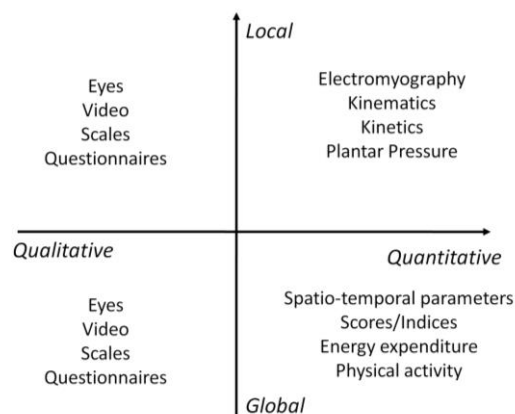 Local
Eyes
Video
Scales
Questionnaires
Electromyography
Kinematics
Kinetics
Plantar Pressure
Qualitative
Quantitative
Eyes
Video
Scales
Questionnaires
Spatio-temporal parameters
Scores/Indices
Energy expenditure
Physical activity
Global